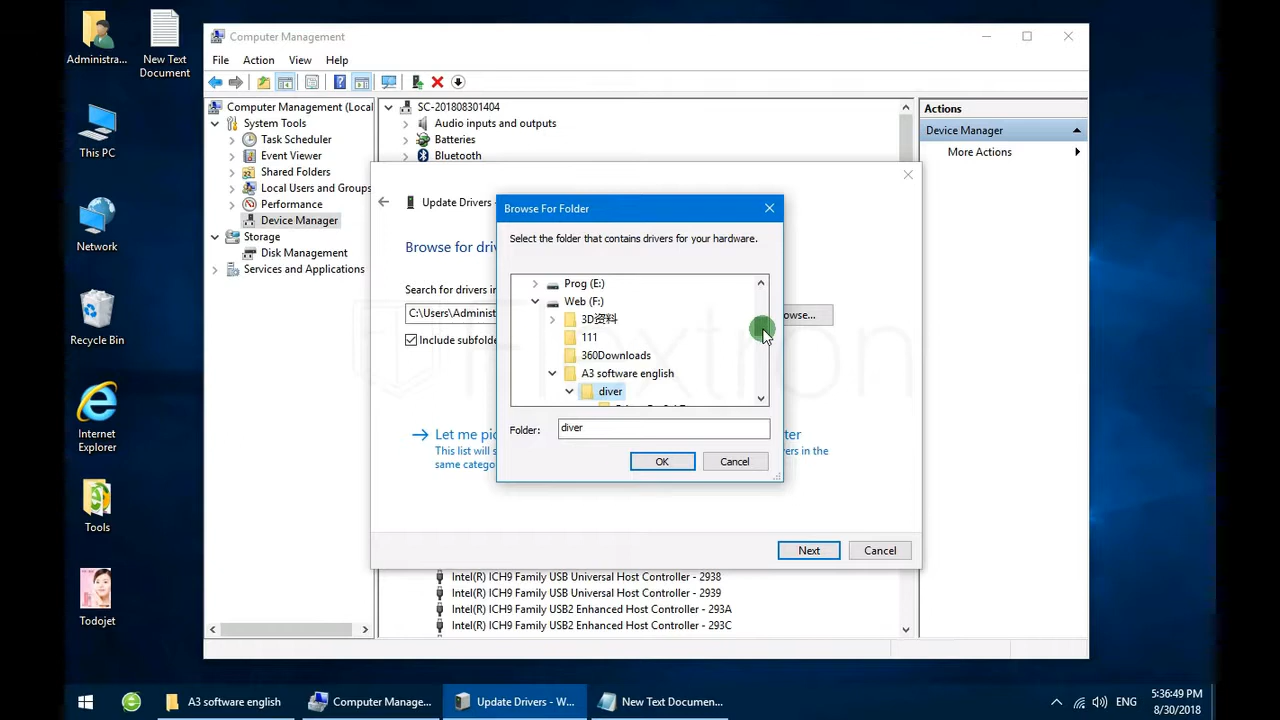 Administra...
New Text
Document
This PC
Network
Recycle Bin
Internet
Explorer
Tools
Todojet
Computer Management
File Action View Help
Computer Management (Local
System Tools
Task Scheduler
Event Viewer
Shared Folders
Local Users and Groups
Performance
Device Manager
Storage
Disk Management
Services and Applications
SC-201808301404
Audio inputs and outputs
Batteries
Bluetooth
Actions
Device Manager
More Actions
Update Drivers -
Browse for driv
Search for drivers in
C:\Users\Administ
owse...
Include subfolde
Let me pic
ter
This list will s
vers in the
same categor
Next
Cancel
Browse For Folder
Select the folder that contains drivers for your hardware.
Prog (E:)
Web (F:)
3D资料
111
360Downloads
A3 software english
diver
Folder: diver
OK
Cancel
Intel(R) ICH9 Family USB Universal Host Controller - 2938
Intel(R) ICH9 Family USB Universal Host Controller - 2939
Intel(R) ICH9 Family USB2 Enhanced Host Controller - 293A
Intel(R) ICH9 Family USB2 Enhanced Host Controller - 293C
A3 software english
Computer Manage...
Update Drivers - W...
New Text Documen...
ENG
5:36:49 PM
8/30/2018